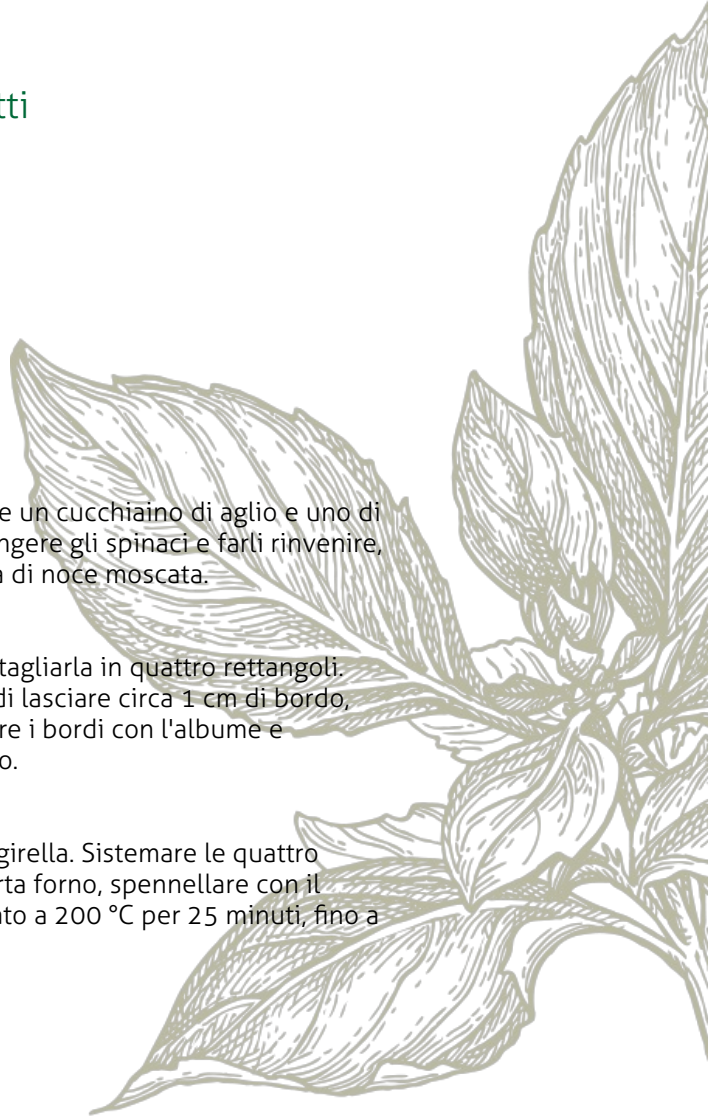 tti
e un cucchiaino di aglio e uno di
ngere gli spinaci e farli rinvenire,
a di noce moscata.
tagliarla in quattro rettangoli.
di lasciare circa 1 cm di bordo,
re i bordi con l'albume e
o.
girella. Sistemare le quattro
rta forno, spennellare con il
ato a 200 °C per 25 minuti, fino a